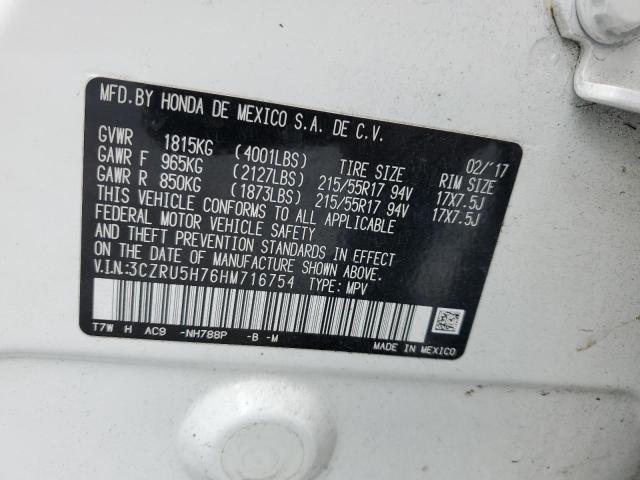 MFD.BY HONDA DE MEXICO S.A. DE C.V.
02/'17
GVWR 1815KG (4001LBS) TIRE SIZE RIM SIZE
GAWR F 965KG (2127LBS) 215/55R17 94V 17X7.5J
GAWR R 850KG (1873LBS) 215/55R17 94V 17X7.5J
THIS VEHICLE CONFORMS TO ALL APPLICABLE
FEDERAL MOTOR VEHICLE SAFETY
AND THEFT PREVENTION STANDARDS IN EFFECT
ON THE DATE OF MANUFACTURE SHOWN ABOVE.
V.I.N:3CZRU5H76HM716754 TYPE: MPV
T7W H AC9 -NH788P -B -M
MADE IN MEXICO